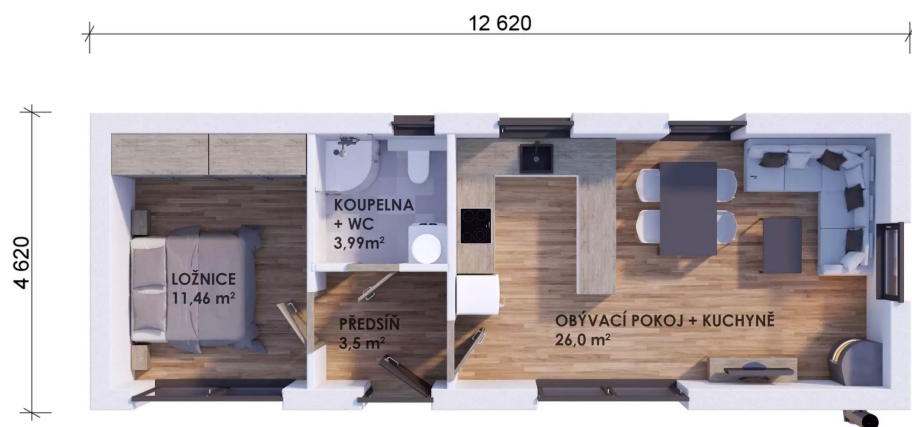 12 620
4 620
KOUPELNA
+ WC
3,99m²
LOŽNICE
11,46 m²
PŘEDSÍŇ
3,5 m²
OBÝVACÍ POKOJ + KUCHYNĚ
26,0 m²